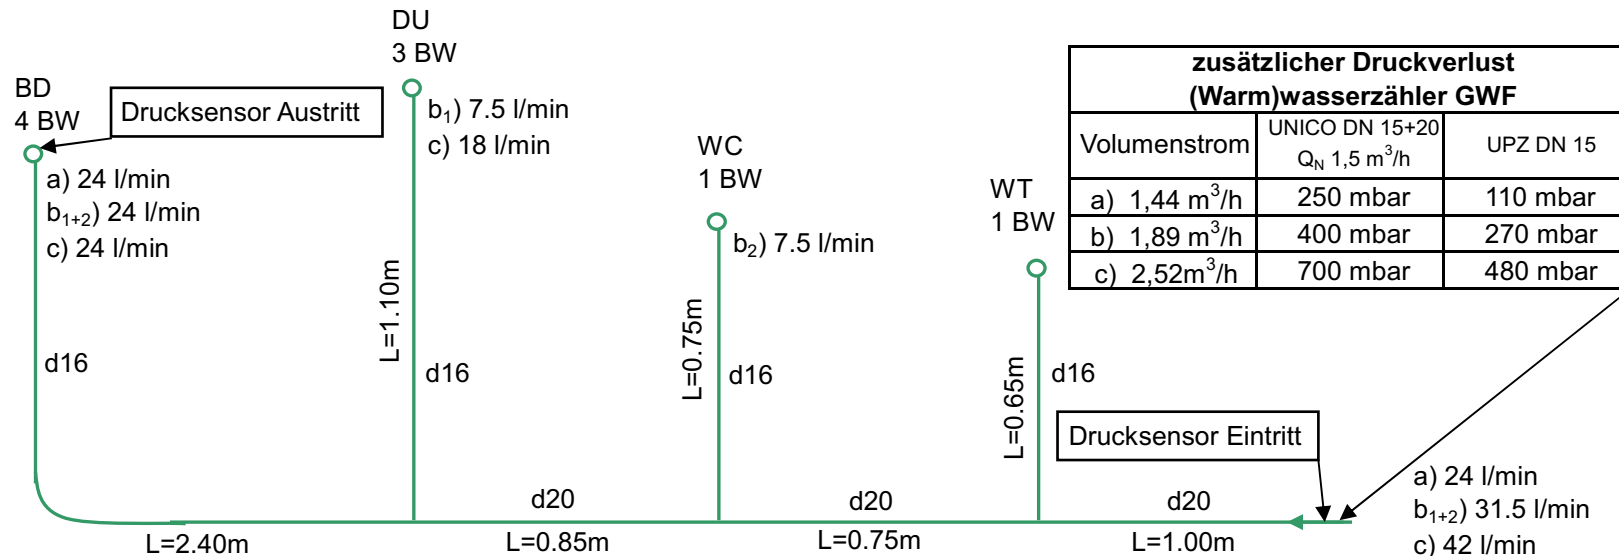 BD
4 BW
Drucksensor Austritt
a) 24 l/min
b₁₊₂) 24 l/min
c) 24 l/min
d16
L=2.40m
DU
3 BW
b₁) 7.5 l/min
c) 18 l/min
L=1.10m
d16
d20
L=0.85m
WC
1 BW
b₂) 7.5 l/min
L=0.75m
d16
d20
L=0.75m
WT
1 BW
L=0.65m
d16
d20
L=1.00m
Drucksensor Eintritt
a) 24 l/min
b₁₊₂) 31.5 l/min
c) 42 l/min
zusätzlicher Druckverlust
(Warm)wasserzähler GWF
Volumenstrom UNICO DN 15+20 UPZ DN 15
Q_N 1,5 m³/h
a) 1,44 m³/h 250 mbar 110 mbar
b) 1,89 m³/h 400 mbar 270 mbar
c) 2,52m³/h 700 mbar 480 mbar